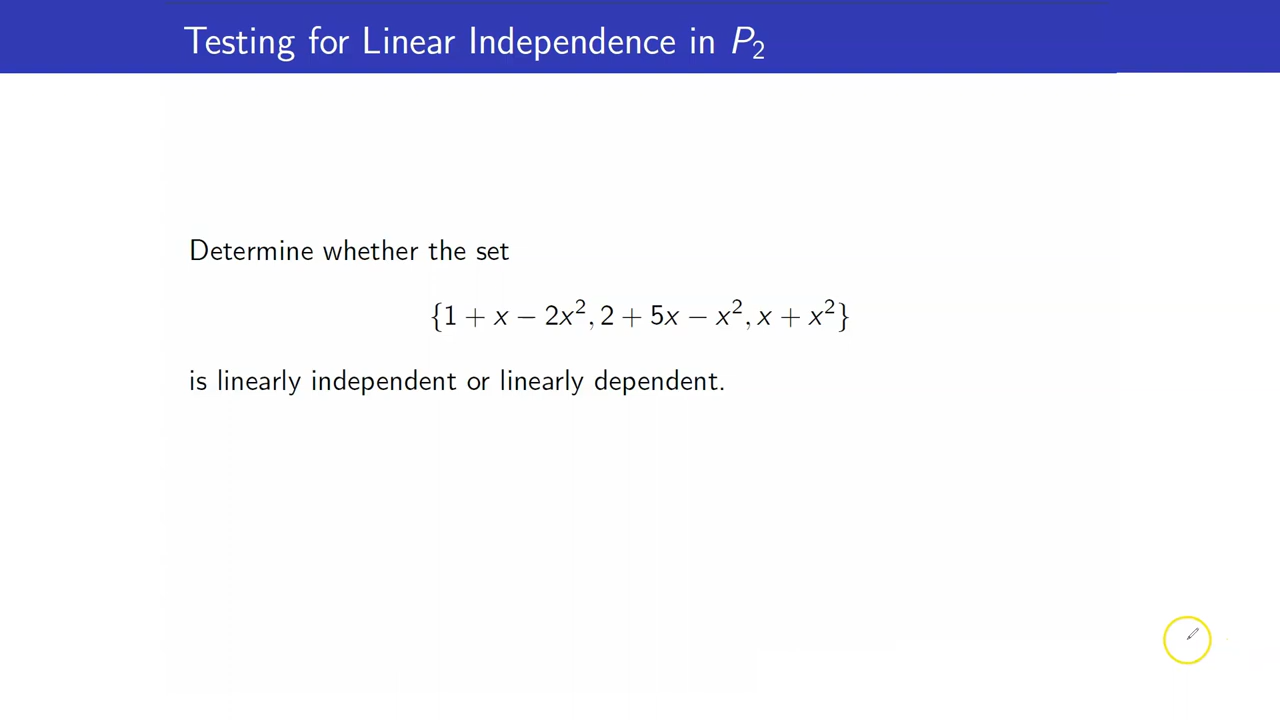 Testing for Linear Independence in P₂
Determine whether the set
{1 + x − 2x², 2 + 5x − x², x + x²}
is linearly independent or linearly dependent.